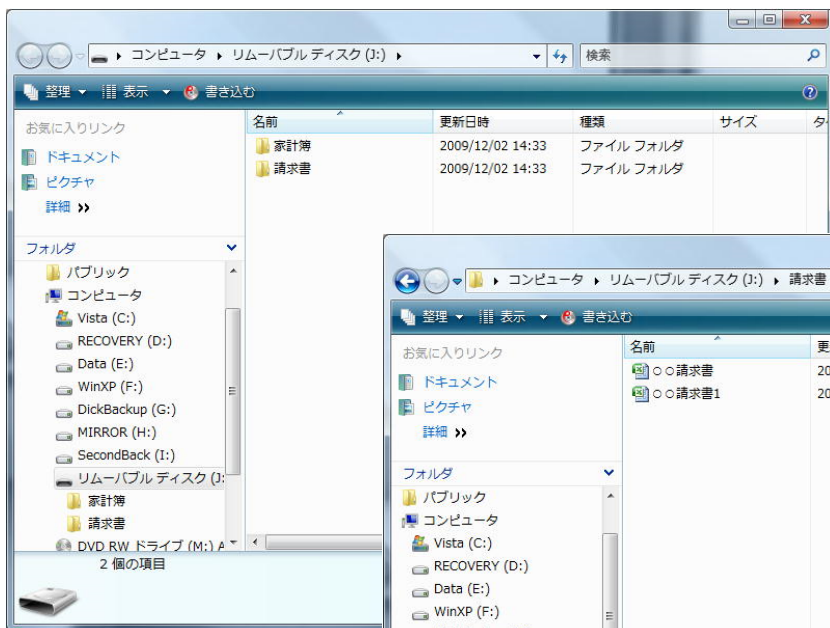 コンピュータ ▸ リムーバブル ディスク (J:) ▸
検索
整理 表示 書き込む
お気に入りリンク
ドキュメント
ピクチャ
詳細 »
フォルダ
パブリック
コンピュータ
Vista (C:)
RECOVERY (D:)
Data (E:)
WinXP (F:)
DickBackup (G:)
MIRROR (H:)
SecondBack (I:)
リムーバブル ディスク (J:
家計簿
請求書
DVD RW ドライブ (M:) A
2 個の項目
名前 更新日時 種類 サイズ タ
家計簿 2009/12/02 14:33 ファイル フォルダ
請求書 2009/12/02 14:33 ファイル フォルダ
コンピュータ ▸ リムーバブル ディスク (J:) ▸ 請求書
整理 表示 書き込む
お気に入りリンク
ドキュメント
ピクチャ
詳細 »
フォルダ
パブリック
コンピュータ
Vista (C:)
RECOVERY (D:)
Data (E:)
WinXP (F:)
名前 更
○○請求書 20
○○請求書1 20